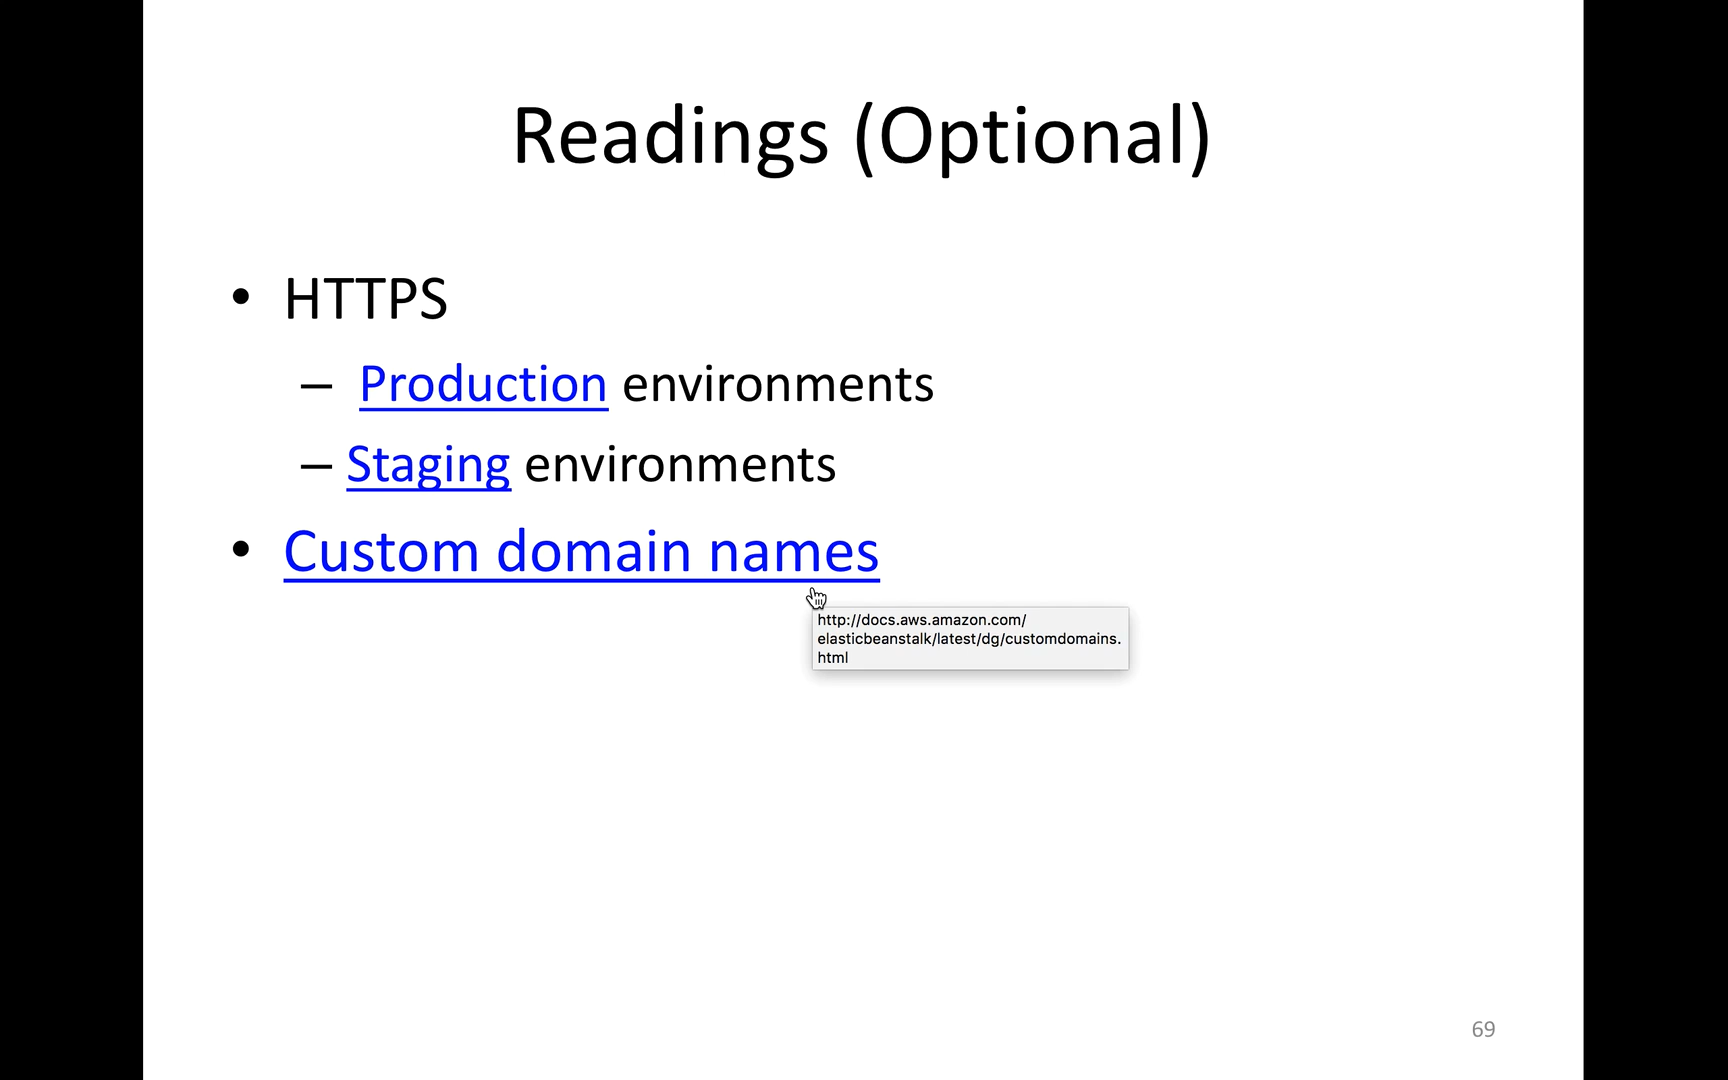 Readings (Optional)
• HTTPS
– Production environments
– Staging environments
• Custom domain names
http://docs.aws.amazon.com/
elasticbeanstalk/latest/dg/customdomains.
html
69